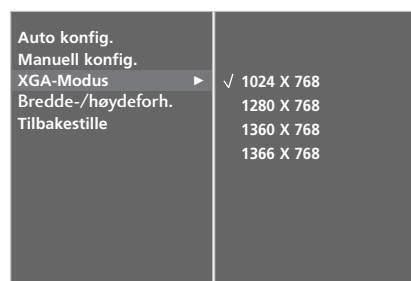 Auto konfig.
Manuell konfig.
XGA-Modus ►
Bredde-/høydeforh.
Tilbakestille
√ 1024 X 768
1280 X 768
1360 X 768
1366 X 768